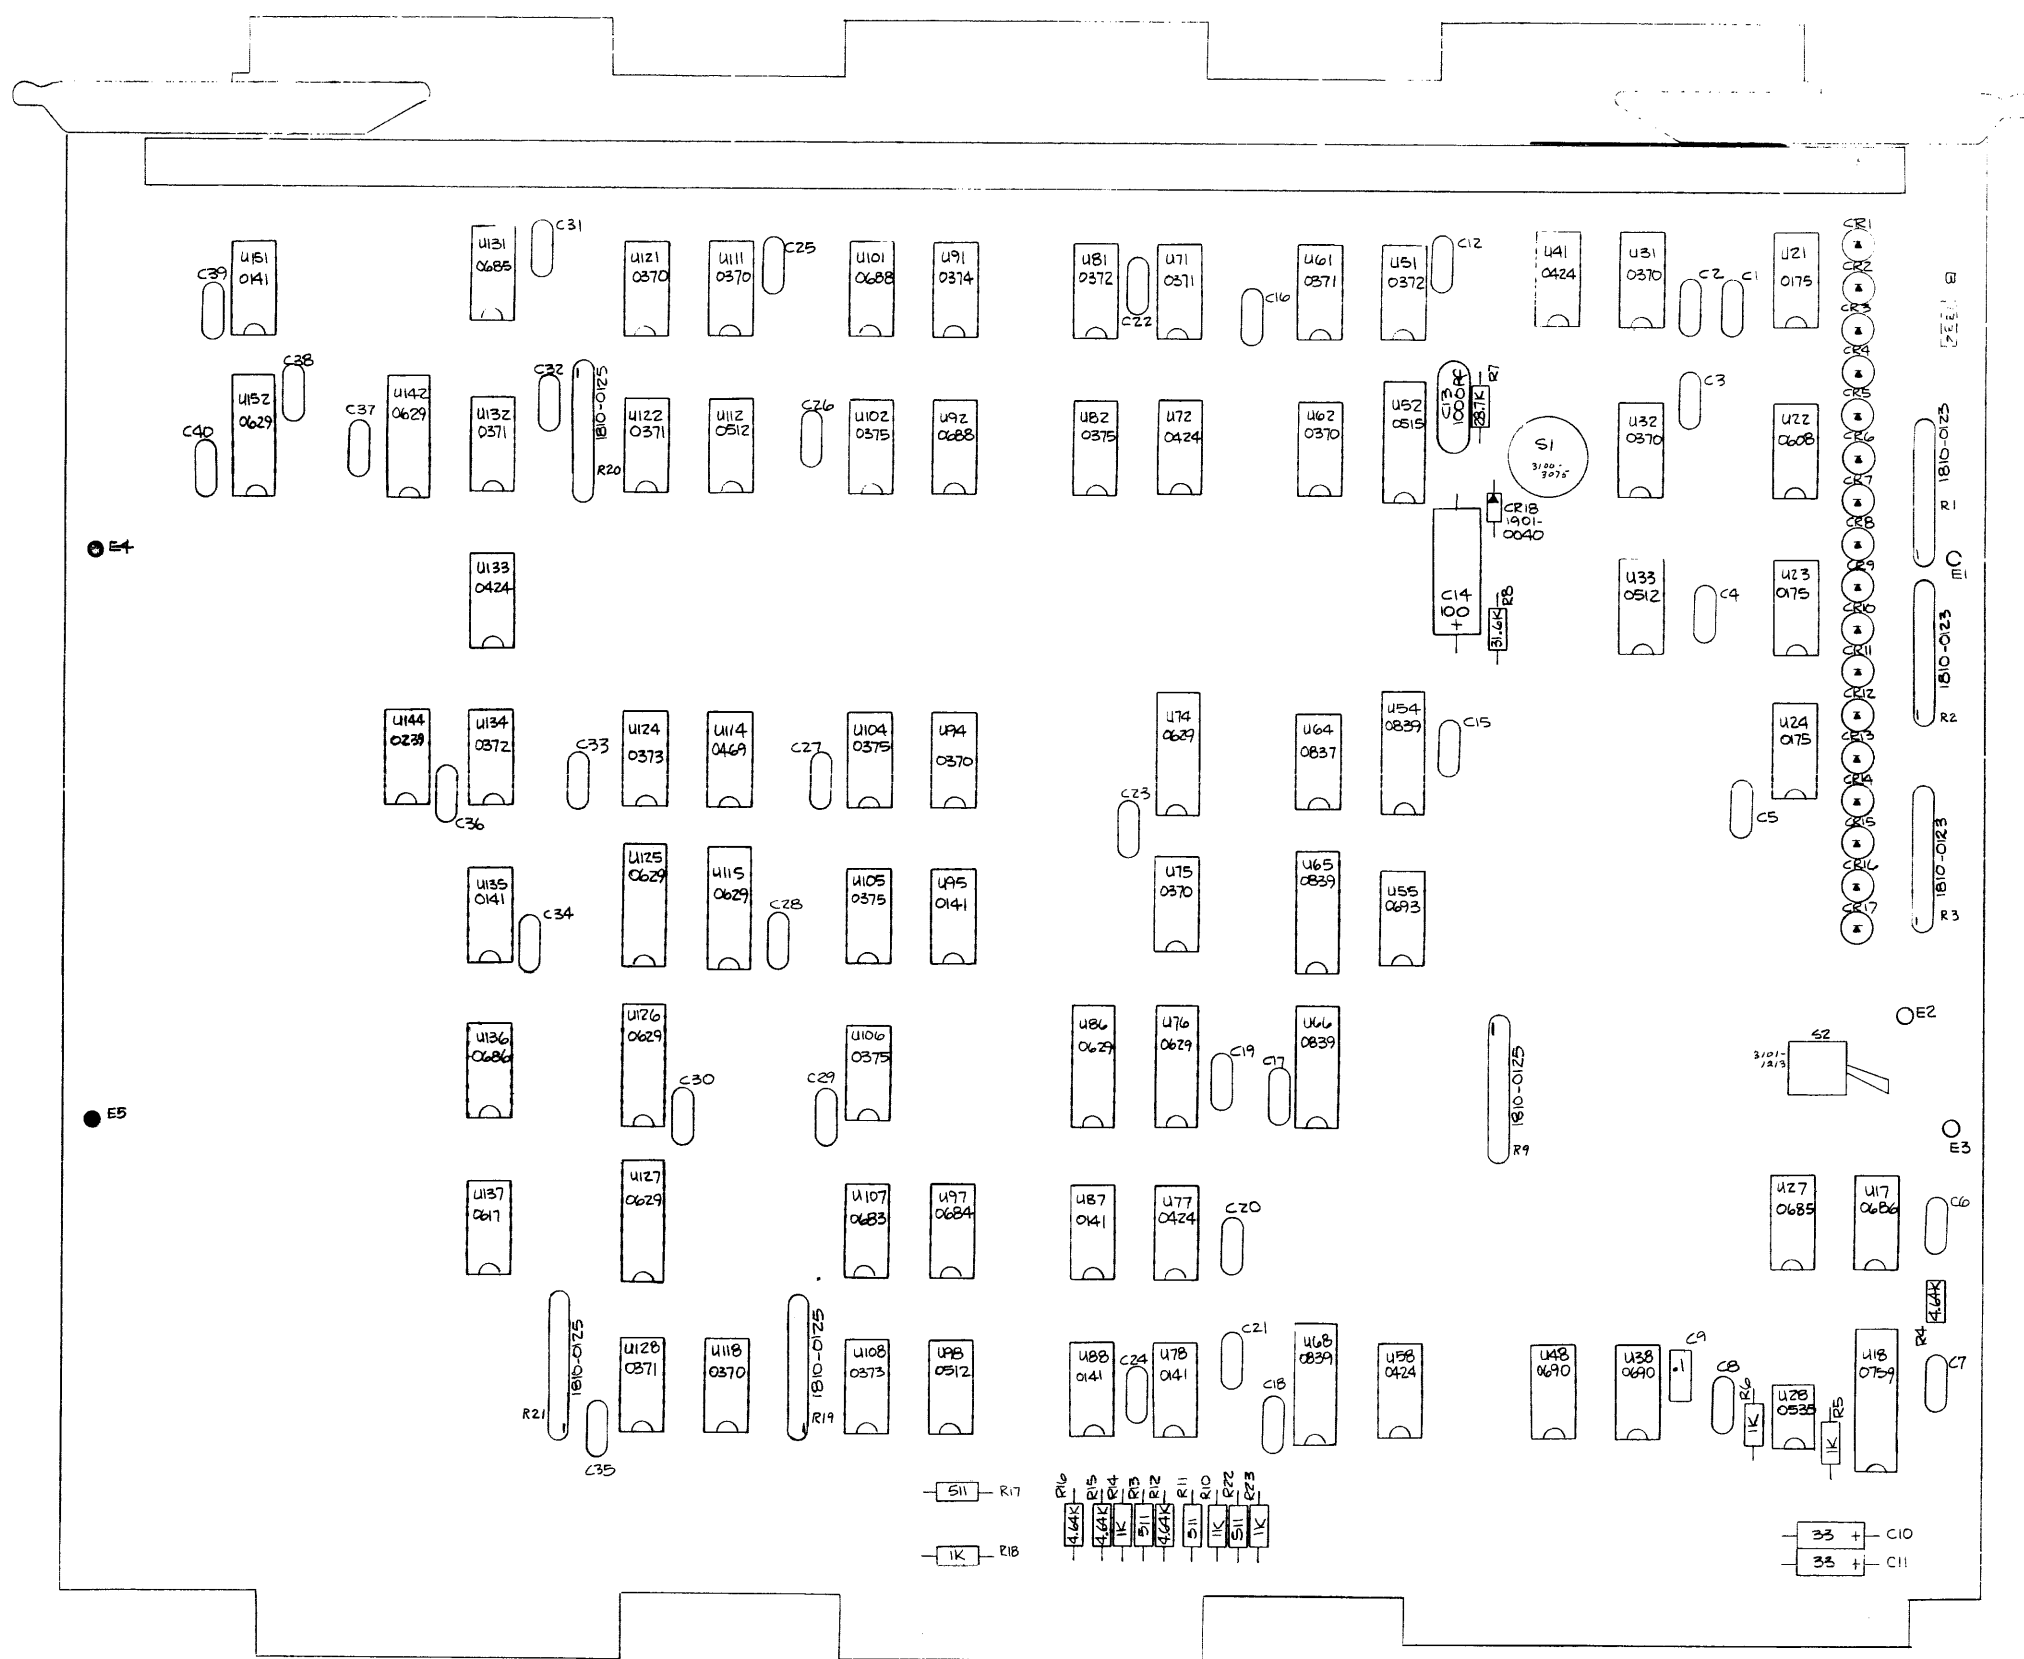 CR1
C31
U131
0685
C12
U41
0424
U31
0370
U21
0175
U151
0141
C39
U121
0370
U111
0370
C25
U101
0688
U91
0374
U81
0372
C22
U71
0371
C16
U61
0371
U51
0372
C2
C1
CR2
CR3
CR4
C38
U152
0629
C40
C37
U142
0629
U132
0371
C32
1810-0125
R20
U122
0371
U112
0512
C26
U102
0375
U92
0688
U82
0375
U72
0424
U62
0370
U52
0515
C13
1000PF
R7
28.7K
S1
3100-
3075
U32
0370
C3
U22
0608
CR5
CR6
CR7
CR8
1810-0123
R1
CR18
1901-
0040
E4
U133
0424
C14
100
+
R8
31.6K
U33
0512
C4
U23
0175
CR9
CR10
CR11
E1
1810-0123
R2
U144
0239
C36
U134
0372
C33
U124
0373
U114
0469
C27
U104
0375
U94
0370
C23
U74
0629
U64
0837
U54
0839
C15
U24
0175
C5
CR12
CR13
CR14
CR15
CR16
CR17
1810-0123
R3
U135
0141
C34
U125
0629
U115
0629
C28
U105
0375
U95
0141
U75
0370
U65
0839
U55
0693
U136
0686
U126
0629
C30
C29
U106
0375
U86
0629
U76
0629
C19
C17
U66
0839
1810-0125
R9
E2
S2
3101-
1213
E5
E3
U137
0617
U127
0629
U107
0683
U97
0684
U87
0141
U77
0424
C20
U27
0685
U17
0686
C6
4.64K
R4
1810-0125
R21
C35
U128
0371
U118
0370
1810-0125
R19
U108
0373
U98
0512
U88
0141
C24
U78
0141
C21
C18
U68
0839
U58
0424
U48
0690
U38
0690
C9
.1
C8
R6
1K
U28
0535
R5
1K
U18
0759
C7
511
R17
R16
R15
R14
R13
R12
R11
R10
R22
R23
4.64K
4.64K
1K
511
4.64K
511
1K
511
1K
1K
R18
33 +
C10
33 +
C11